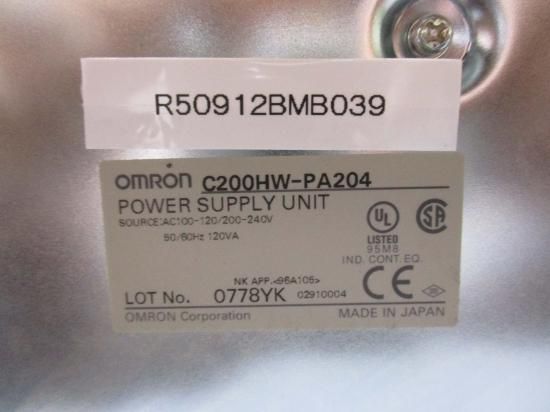 R50912BMB039
OMRON C200HW-PA204
POWER SUPPLY UNIT
SOURCE:AC100-120/200-240V
50/60Hz 120VA
UL
LISTED
95M8
IND. CONT. EQ.
SA
NK APP.<96A105>
LOT No. 0778YK 02910004
CE
OMRON Corporation MADE IN JAPAN